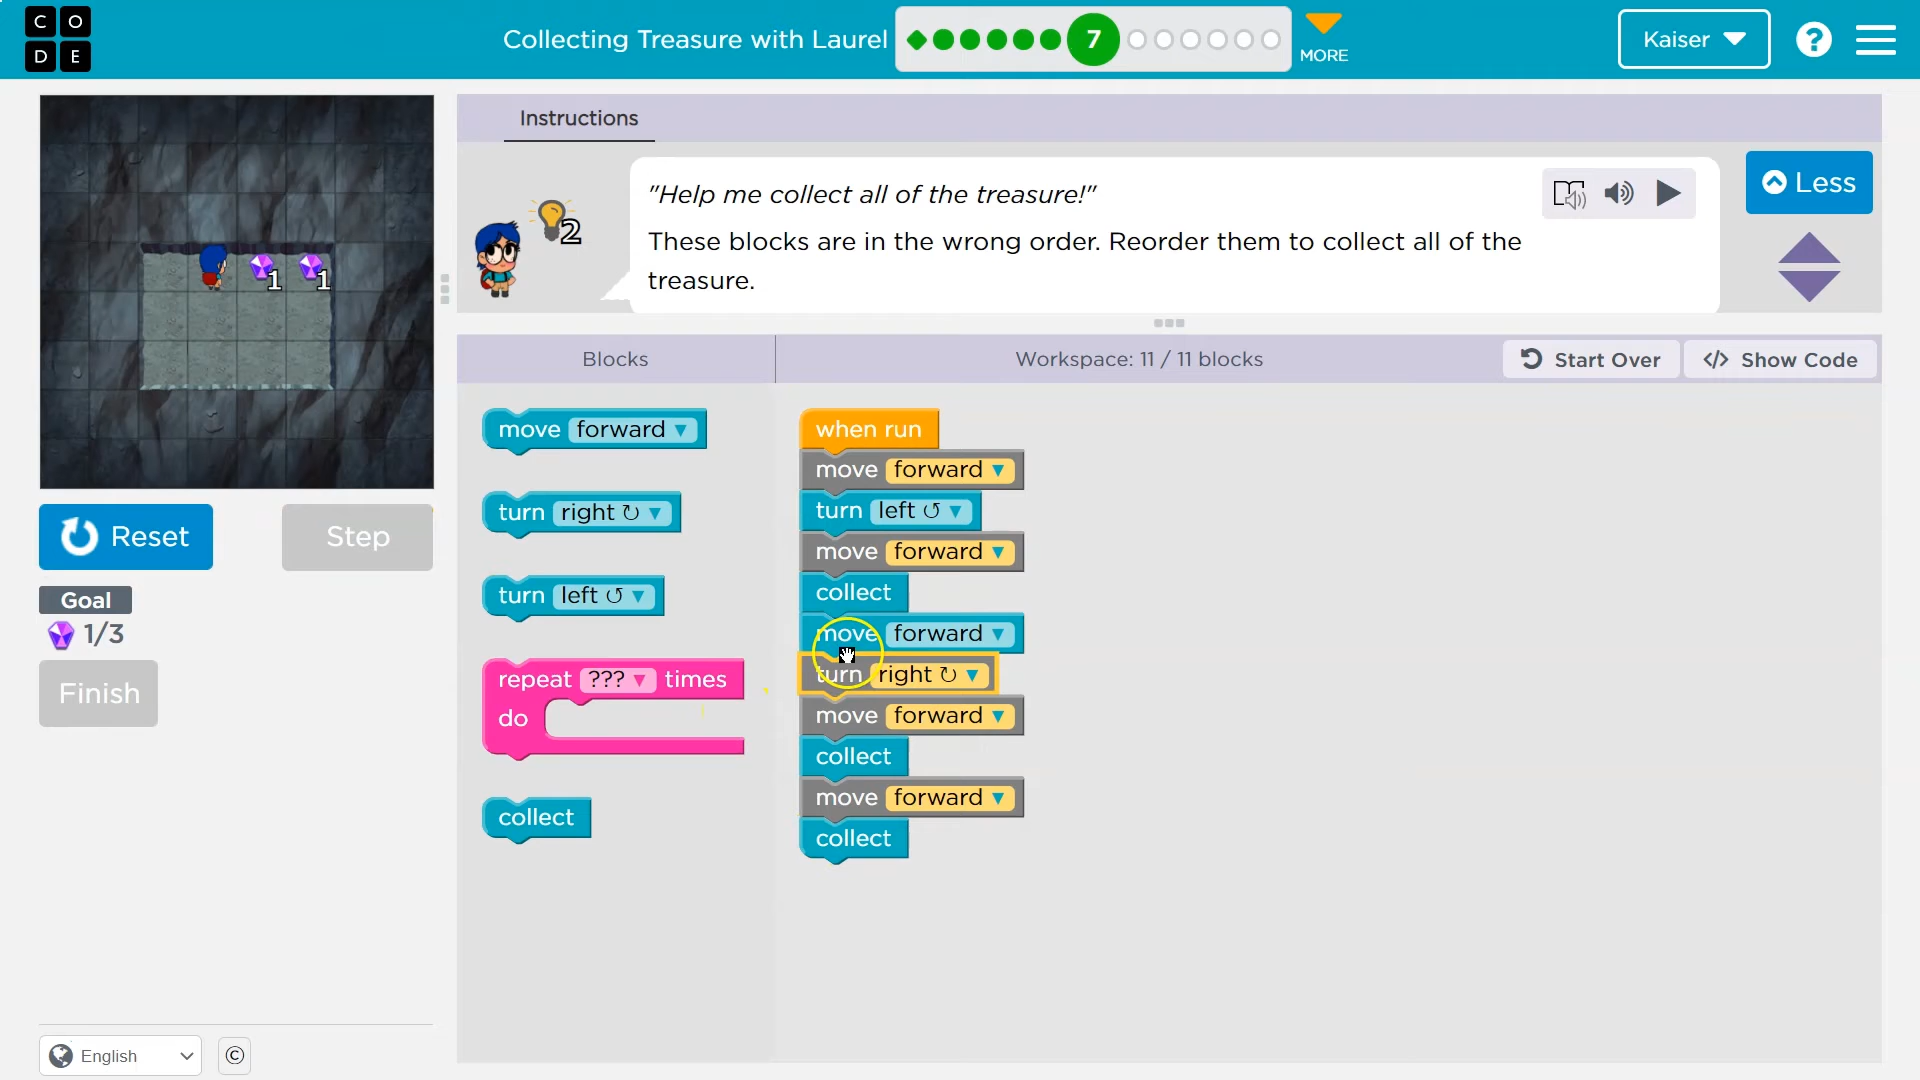 CODE
Collecting Treasure with Laurel
7
MORE
Kaiser
?
Instructions
2
"Help me collect all of the treasure!"
These blocks are in the wrong order. Reorder them to collect all of the
treasure.
Less
1
1
Blocks
Workspace: 11 / 11 blocks
Start Over
</> Show Code
Reset
Step
Goal
1/3
Finish
move forward
turn right ↻
turn left ↺
repeat ??? times
do
collect
when run
move forward
turn left ↺
move forward
collect
move forward
turn right ↻
move forward
collect
move forward
collect
English
©